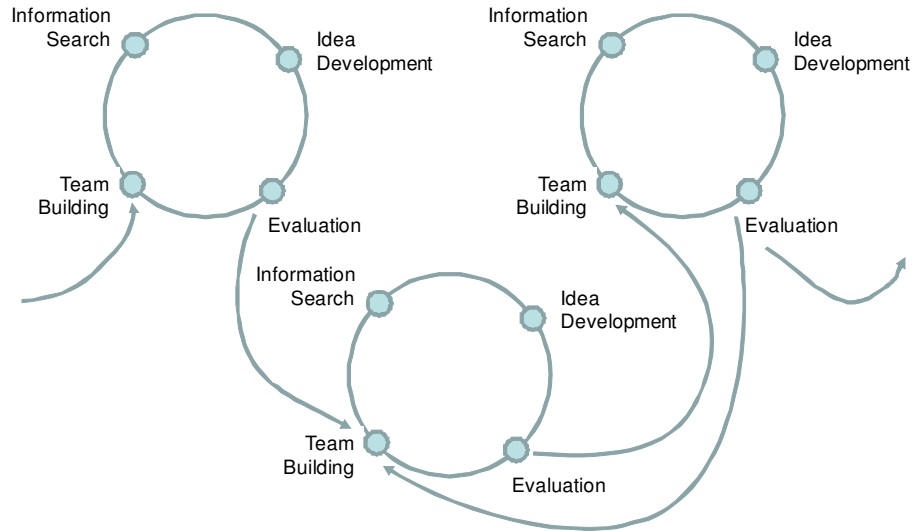 Information
Search
Idea
Development
Team
Building
Evaluation
Information
Search
Idea
Development
Team
Building
Evaluation
Information
Search
Idea
Development
Team
Building
Evaluation